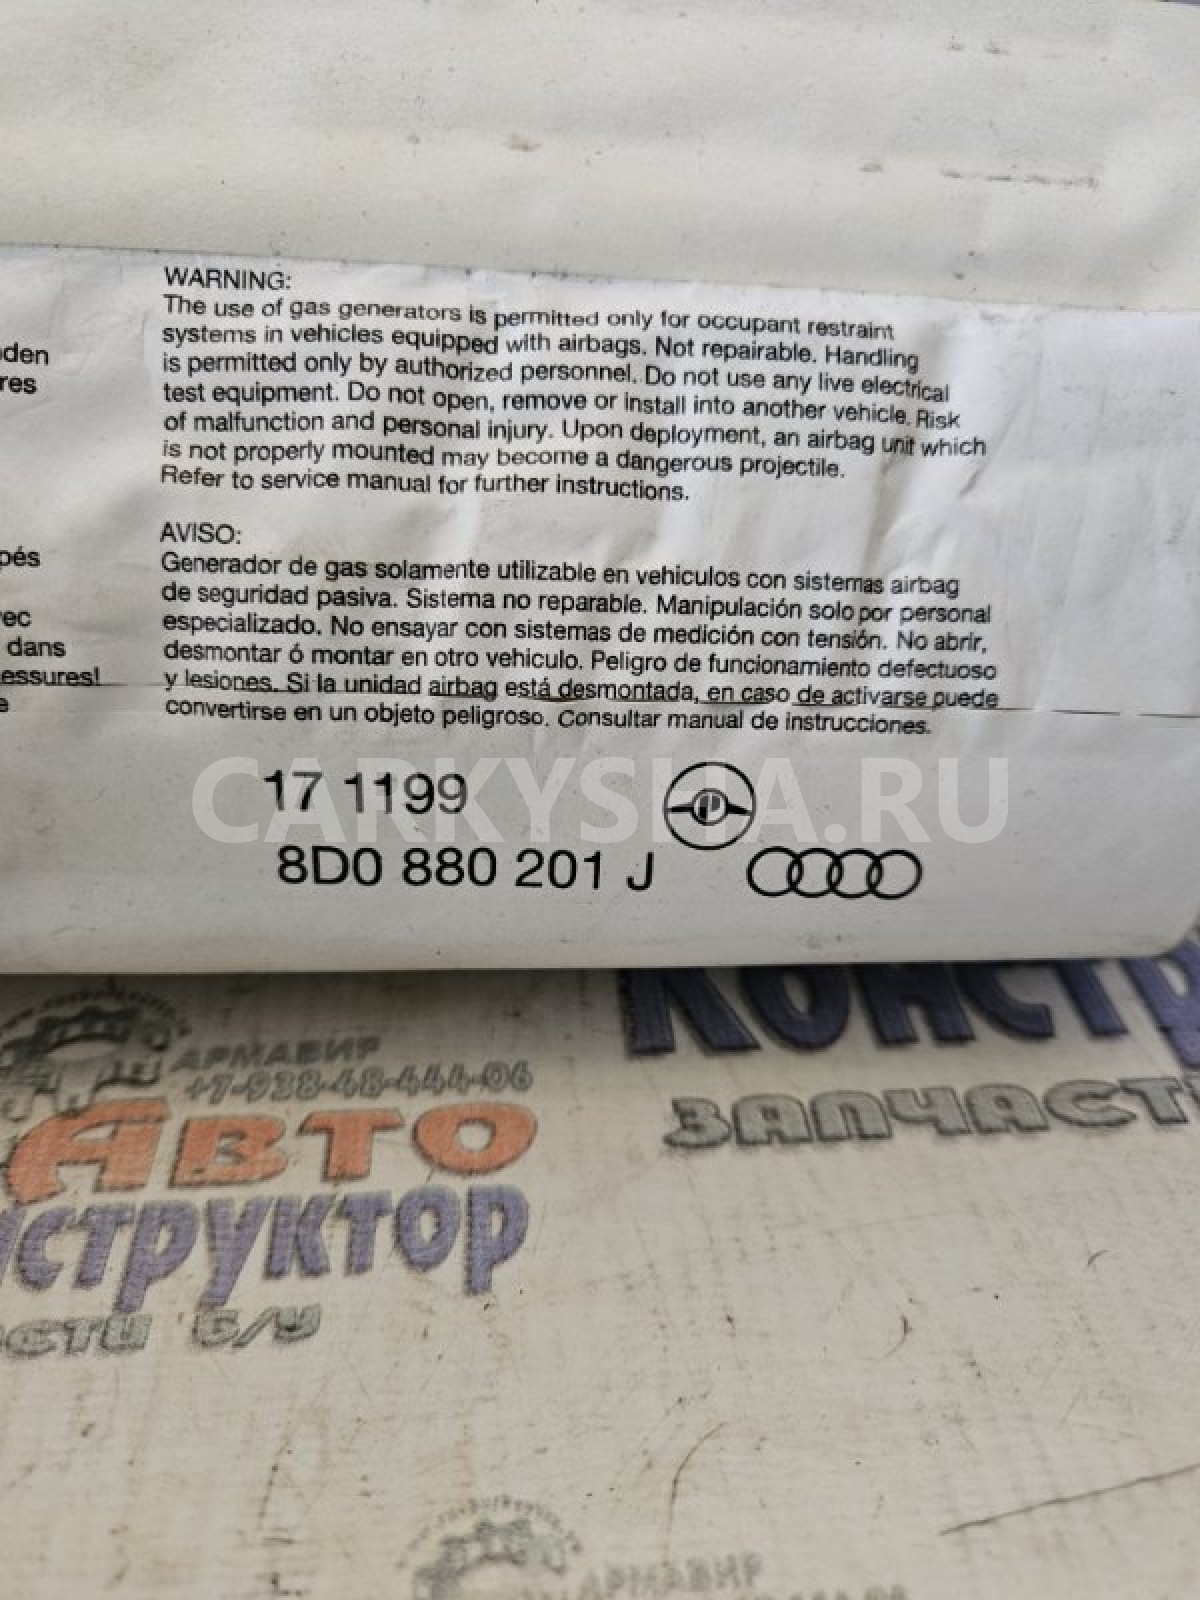 WARNING:
The use of gas generators is permitted only for occupant restraint
systems in vehicles equipped with airbags. Not repairable. Handling
is permitted only by authorized personnel. Do not use any live electrical
test equipment. Do not open, remove or install into another vehicle. Risk
of malfunction and personal injury. Upon deployment, an airbag unit which
is not properly mounted may become a dangerous projectile.
Refer to service manual for further instructions.
AVISO:
Generador de gas solamente utilizable en vehiculos con sistemas airbag
de seguridad pasiva. Sistema no reparable. Manipulación solo por personal
especializado. No ensayar con sistemas de medición con tensión. No abrir,
desmontar ó montar en otro vehiculo. Peligro de funcionamiento defectuoso
y lesiones. Si la unidad airbag está desmontada, en caso de activarse puede
convertirse en un objeto peligroso. Consultar manual de instrucciones.
den
res
pés
ec
dans
essures!
e
17 1199
8D0 880 201 J
CARKYSHA.RU
АРМАВИР
+7-938-48-444-06
АВТО
нструктор
сти Б/У
КОНСТР
ЗАПЧАСТИ
АРМАВИР